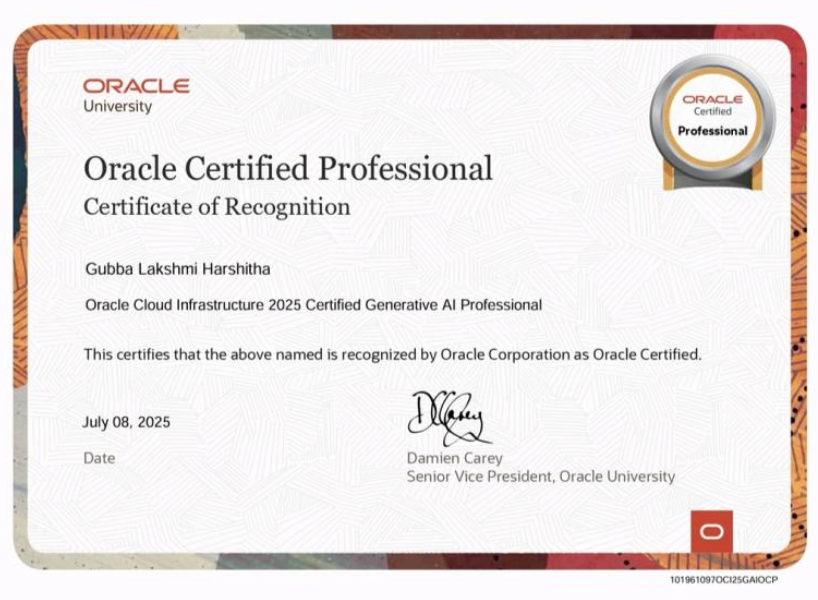 ORACLE
University
ORACLE
Certified
Professional
Oracle Certified Professional
Certificate of Recognition
Gubba Lakshmi Harshitha
Oracle Cloud Infrastructure 2025 Certified Generative AI Professional
This certifies that the above named is recognized by Oracle Corporation as Oracle Certified.
July 08, 2025
Date
DCarey
Damien Carey
Senior Vice President, Oracle University
101961097OCI25GAIOCP